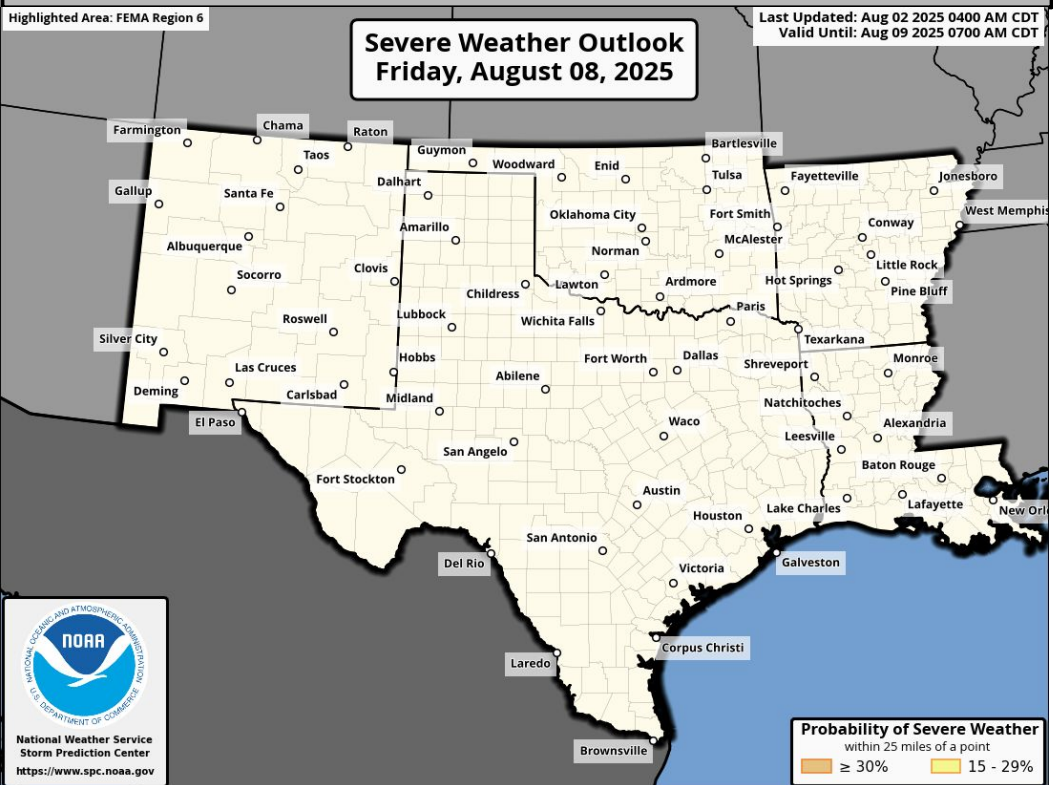 Highlighted Area: FEMA Region 6
Severe Weather Outlook
Friday, August 08, 2025
Last Updated: Aug 02 2025 0400 AM CDT
Valid Until: Aug 09 2025 0700 AM CDT
Farmington
Chama
Raton
Taos
Guymon
Woodward
Enid
Bartlesville
Tulsa
Fayetteville
Jonesboro
Gallup
Santa Fe
Dalhart
Oklahoma City
Fort Smith
West Memphis
Albuquerque
Amarillo
Norman
McAlester
Conway
Socorro
Clovis
Childress
Lawton
Ardmore
Hot Springs
Little Rock
Pine Bluff
Roswell
Lubbock
Wichita Falls
Paris
Texarkana
Silver City
Las Cruces
Hobbs
Fort Worth
Dallas
Shreveport
Monroe
Deming
Carlsbad
Midland
Abilene
Natchitoches
El Paso
San Angelo
Waco
Leesville
Alexandria
Fort Stockton
Austin
Baton Rouge
Houston
Lake Charles
Lafayette
New Orl
Del Rio
San Antonio
Victoria
Galveston
Laredo
Corpus Christi
Brownsville
NATIONAL OCEANIC AND ATMOSPHERIC ADMINISTRATION
NOAA
U.S. DEPARTMENT OF COMMERCE
National Weather Service
Storm Prediction Center
https://www.spc.noaa.gov
Probability of Severe Weather
within 25 miles of a point
≥ 30%
15 - 29%